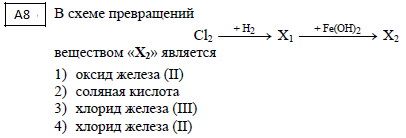 A8 В схеме превращений
Cl₂ —+ H₂→ X₁ —+ Fe(OH)₂→ X₂
веществом «X₂» является
1) оксид железа (II)
2) соляная кислота
3) хлорид железа (III)
4) хлорид железа (II)